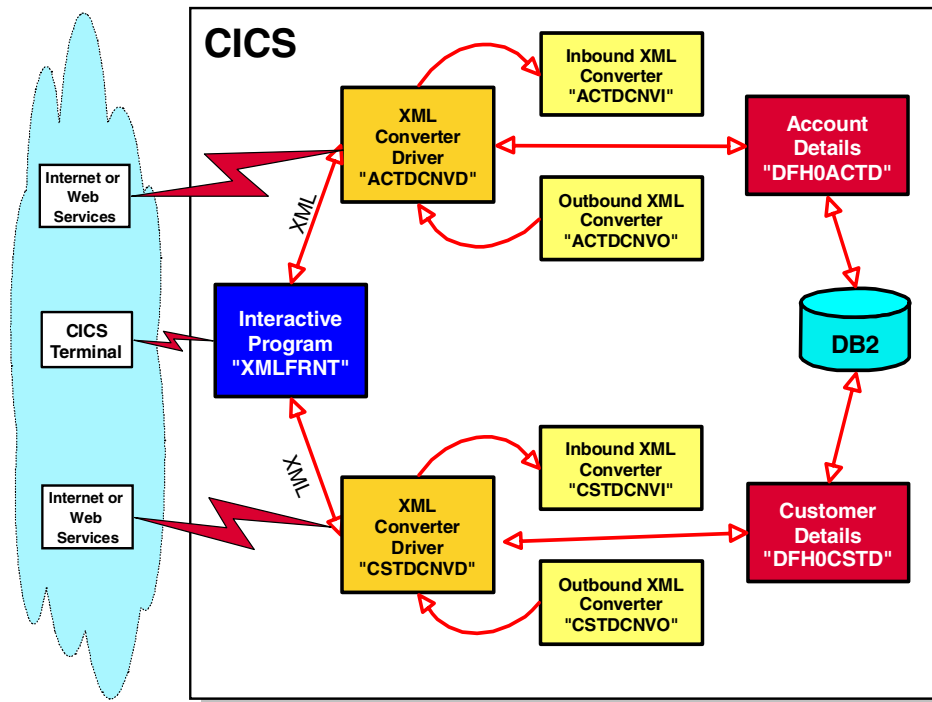 CICS
Inbound XML
Converter
"ACTDCNVI"
XML
Converter
Driver
"ACTDCNVD"
Account
Details
"DFH0ACTD"
Internet or
Web
Services
Outbound XML
Converter
"ACTDCNVO"
XML
Interactive
Program
"XMLFRNT"
CICS
Terminal
DB2
XML
Inbound XML
Converter
"CSTDCNVI"
Internet or
Web
Services
XML
Converter
Driver
"CSTDCNVD"
Customer
Details
"DFH0CSTD"
Outbound XML
Converter
"CSTDCNVO"